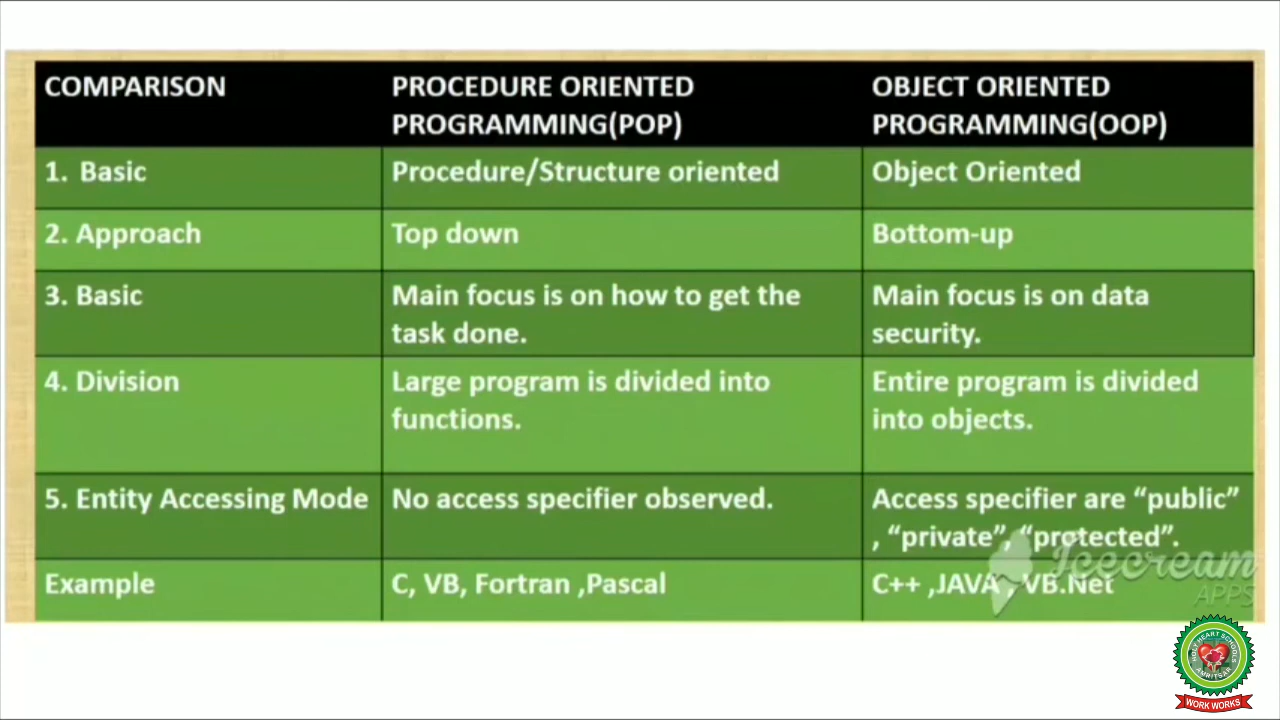 COMPARISON
PROCEDURE ORIENTED
PROGRAMMING(POP)
OBJECT ORIENTED
PROGRAMMING(OOP)
1. Basic
Procedure/Structure oriented
Object Oriented
2. Approach
Top down
Bottom-up
3. Basic
Main focus is on how to get the
task done.
Main focus is on data
security.
4. Division
Large program is divided into
functions.
Entire program is divided
into objects.
5. Entity Accessing Mode
No access specifier observed.
Access specifier are “public”
, “private”, “protected”.
Example
C, VB, Fortran ,Pascal
C++ ,JAVA , VB.Net
Icecream
APPS
HOLY HEART SCHOOLS
AMRITSAR
WORK WORKS